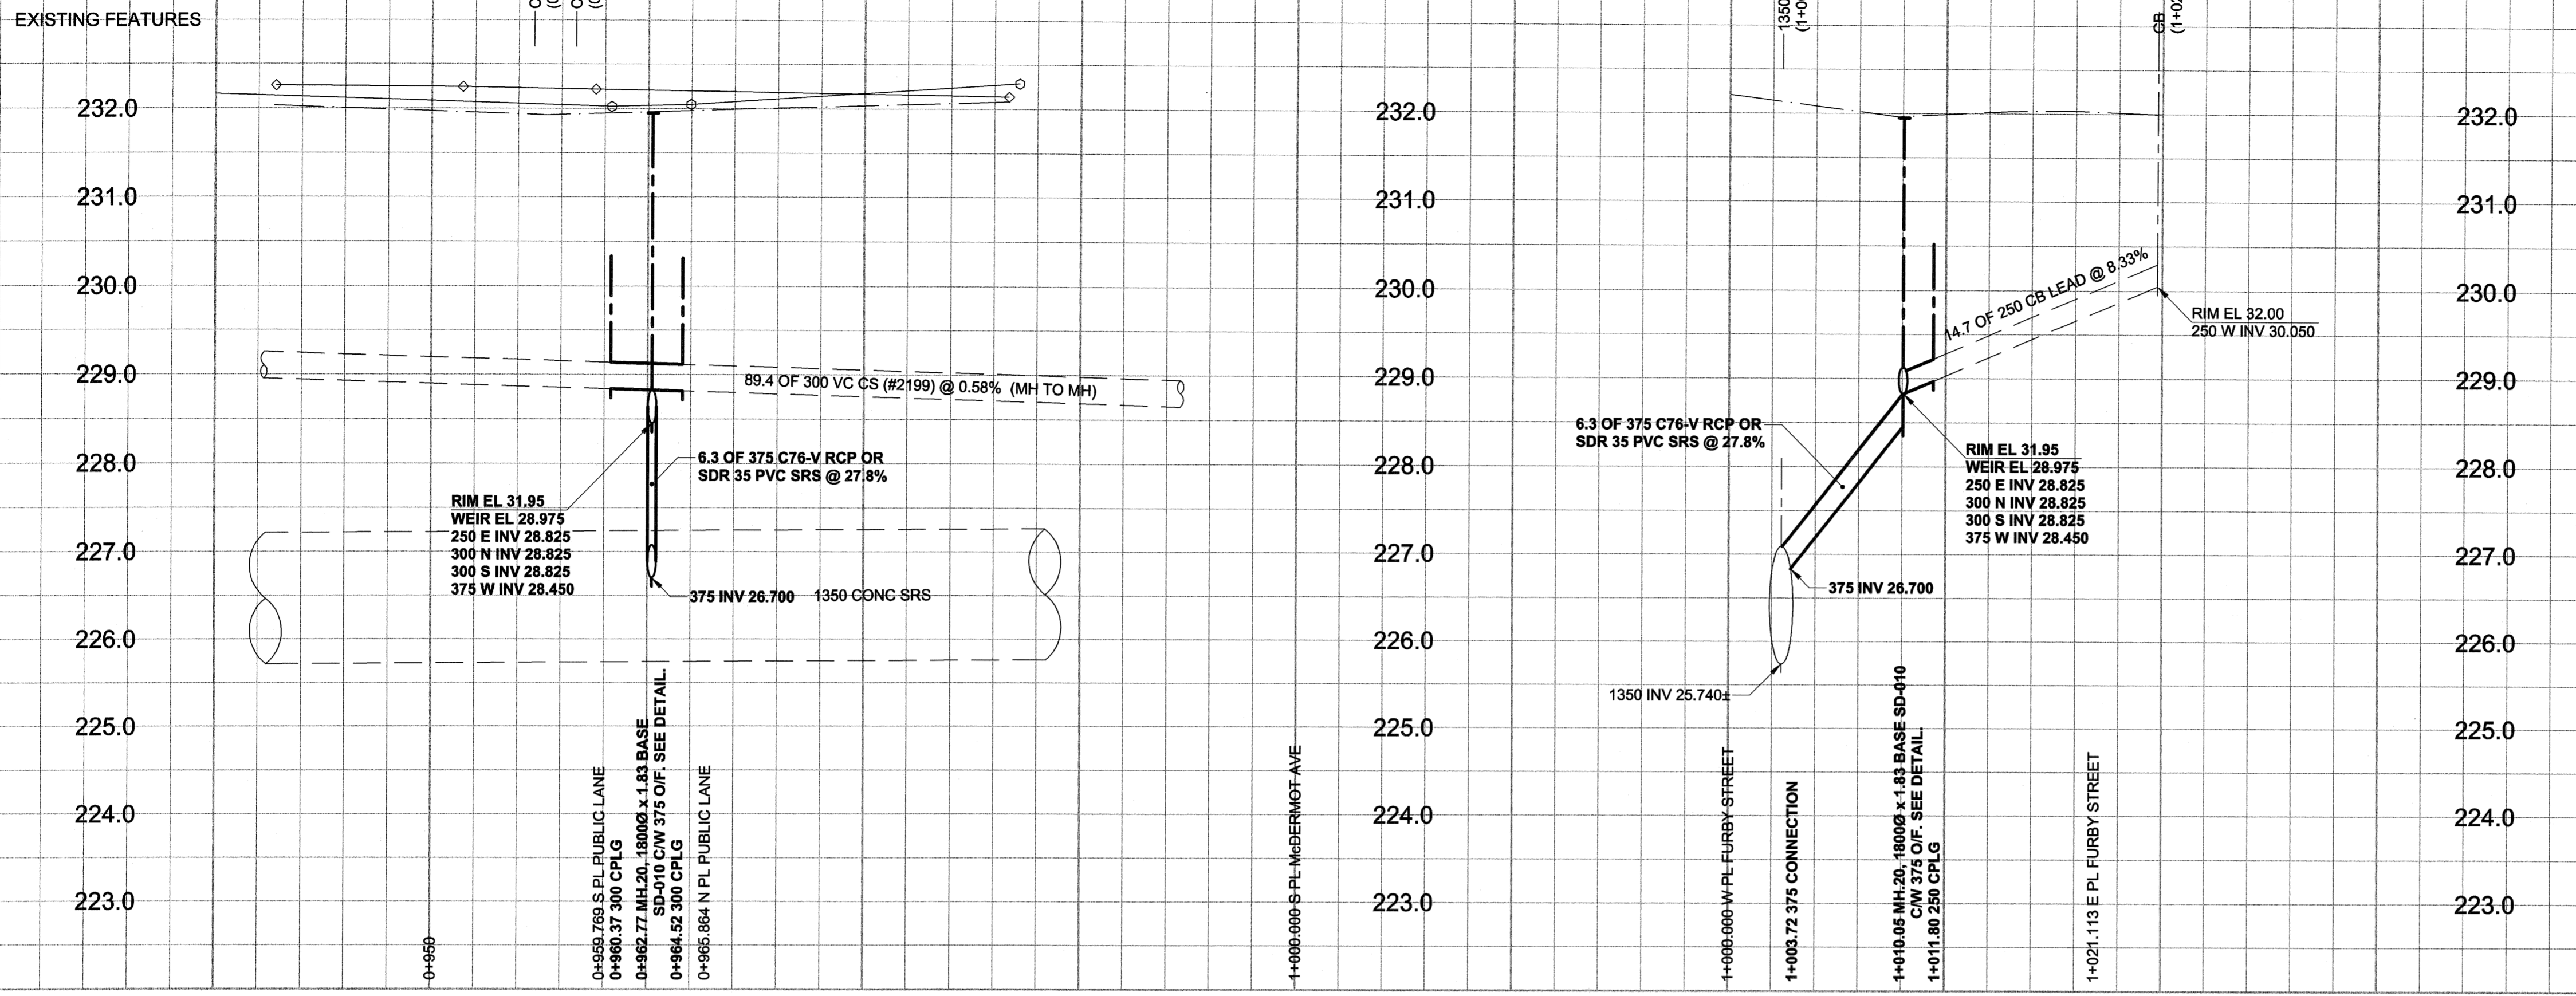 EXISTING FEATURES
232.0
231.0
230.0
229.0
228.0
227.0
226.0
225.0
224.0
223.0
89.4 OF 300 VC CS (#2199) @ 0.58% (MH TO MH)
6.3 OF 375 C76-V RCP OR
SDR 35 PVC SRS @ 27.8%
RIM EL 31.95
WEIR EL 28.975
250 E INV 28.825
300 N INV 28.825
300 S INV 28.825
375 W INV 28.450
375 INV 26.700
1350 CONC SRS
0+950
0+959.769 S PL PUBLIC LANE
0+960.37 300 CPLG
0+962.77 MH.20, 1800Ø x 1.83 BASE
SD-010 C/W 375 O/F. SEE DETAIL.
0+964.52 300 CPLG
0+965.864 N PL PUBLIC LANE
1+000.000 S PL McDERMOT AVE
232.0
231.0
230.0
229.0
228.0
227.0
226.0
225.0
224.0
223.0
1350
CB
14.7 OF 250 CB LEAD @ 8.33%
RIM EL 32.00
250 W INV 30.050
6.3 OF 375 C76-V RCP OR
SDR 35 PVC SRS @ 27.8%
RIM EL 31.95
WEIR EL 28.975
250 E INV 28.825
300 N INV 28.825
300 S INV 28.825
375 W INV 28.450
375 INV 26.700
1350 INV 25.740±
1+000.000 W PL FURBY STREET
1+003.72 375 CONNECTION
1+010.05 MH.20, 1800Ø x 1.83 BASE SD-010
C/W 375 O/F. SEE DETAIL.
1+011.80 250 CPLG
1+021.113 E PL FURBY STREET
232.0
231.0
230.0
229.0
228.0
227.0
226.0
225.0
224.0
223.0